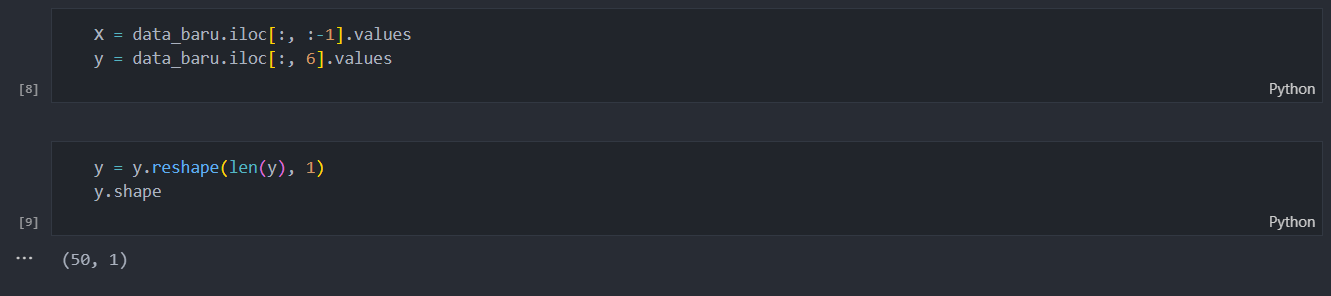 X = data_baru.iloc[:, :-1].values
y = data_baru.iloc[:, 6].values
[8]
Python
y = y.reshape(len(y), 1)
y.shape
[9]
Python
... (50, 1)